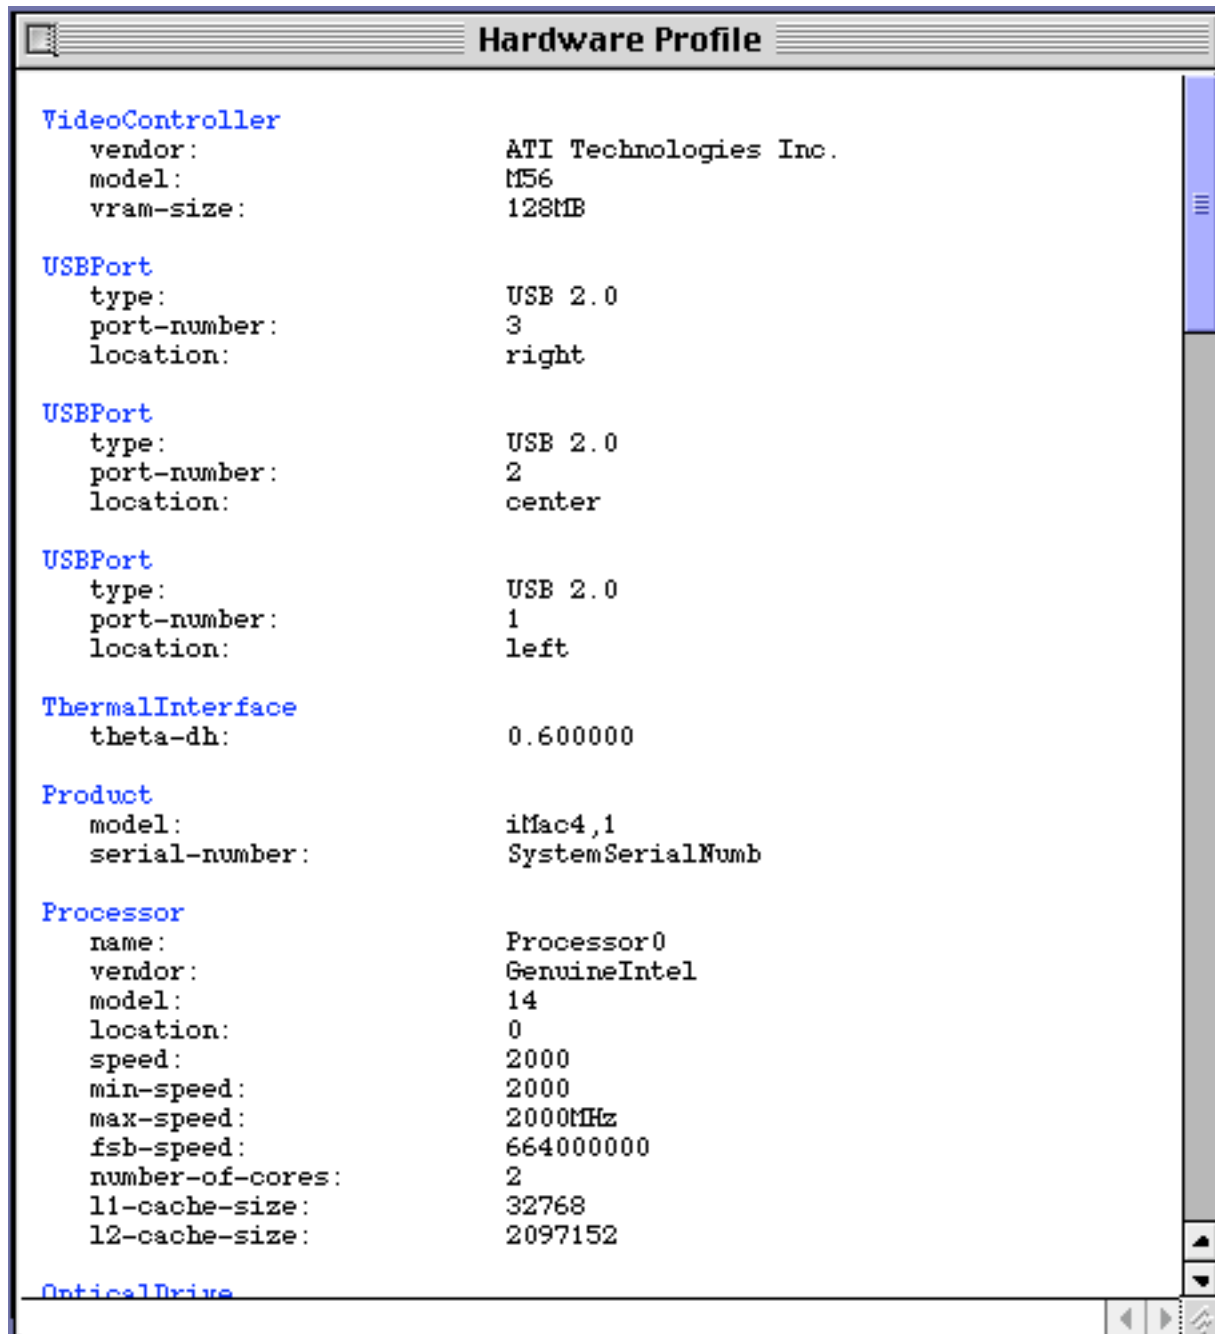 Hardware Profile
VideoController
vendor: ATI Technologies Inc.
model: M56
vram-size: 128MB
USBPort
type: USB 2.0
port-number: 3
location: right
USBPort
type: USB 2.0
port-number: 2
location: center
USBPort
type: USB 2.0
port-number: 1
location: left
ThermalInterface
theta-dh: 0.600000
Product
model: iMac4,1
serial-number: SystemSerialNumb
Processor
name: Processor0
vendor: GenuineIntel
model: 14
location: 0
speed: 2000
min-speed: 2000
max-speed: 2000MHz
fsb-speed: 664000000
number-of-cores: 2
l1-cache-size: 32768
l2-cache-size: 2097152
OpticalDrive